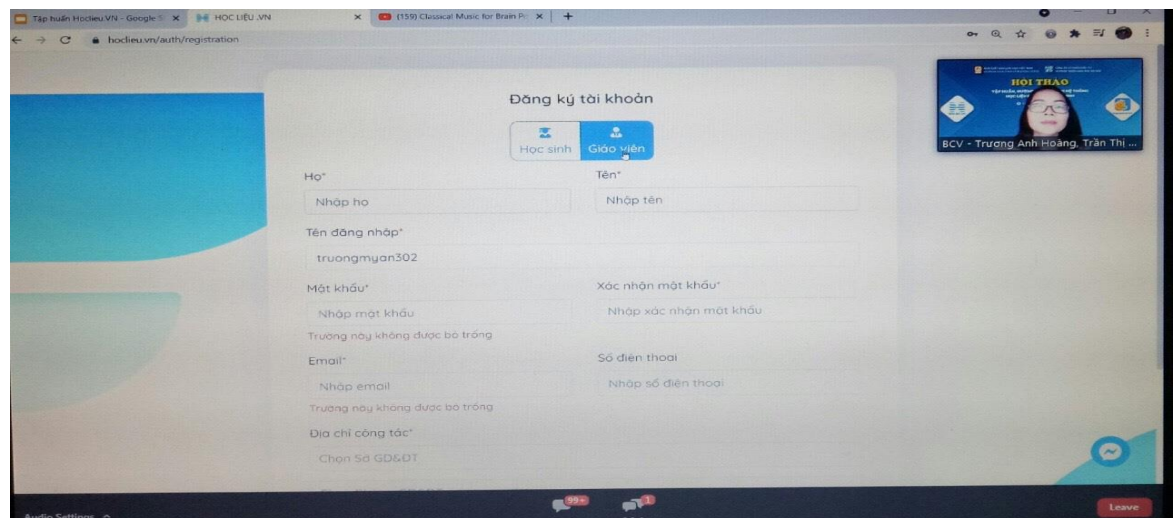 Tập huấn Hoclieu.VN - Google S
HỌC LIỆU .VN
(159) Classical Music for Brain P
hoclieu.vn/auth/registration
HỘI THẢO
BCV - Trương Anh Hoàng, Trần Thị ...
Đăng ký tài khoản
Học sinh
Giáo viên
Họ*
Tên*
Nhập họ
Nhập tên
Tên đăng nhập*
truongmyan302
Mật khẩu*
Xác nhận mật khẩu*
Nhập mật khẩu
Nhập xác nhận mật khẩu
Trường này không được bỏ trống
Email*
Số điện thoại
Nhập email
Nhập số điện thoại
Trường này không được bỏ trống
Địa chỉ công tác*
Chọn Sở GD&ĐT
99+
1
Audio Settings
Leave